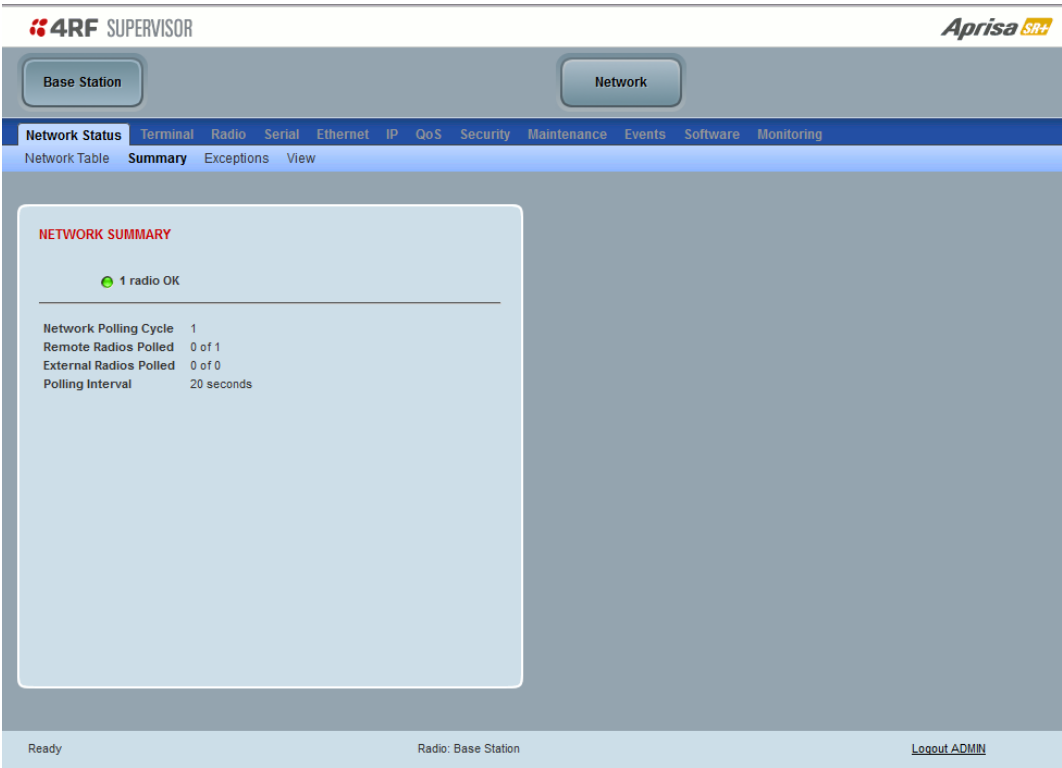 4RF SUPERVISOR
Aprisa SR+
Base Station
Network
Network Status Terminal Radio Serial Ethernet IP QoS Security Maintenance Events Software Monitoring
Network Table Summary Exceptions View
NETWORK SUMMARY
1 radio OK
Network Polling Cycle 1
Remote Radios Polled 0 of 1
External Radios Polled 0 of 0
Polling Interval 20 seconds
Ready
Radio: Base Station
Logout ADMIN